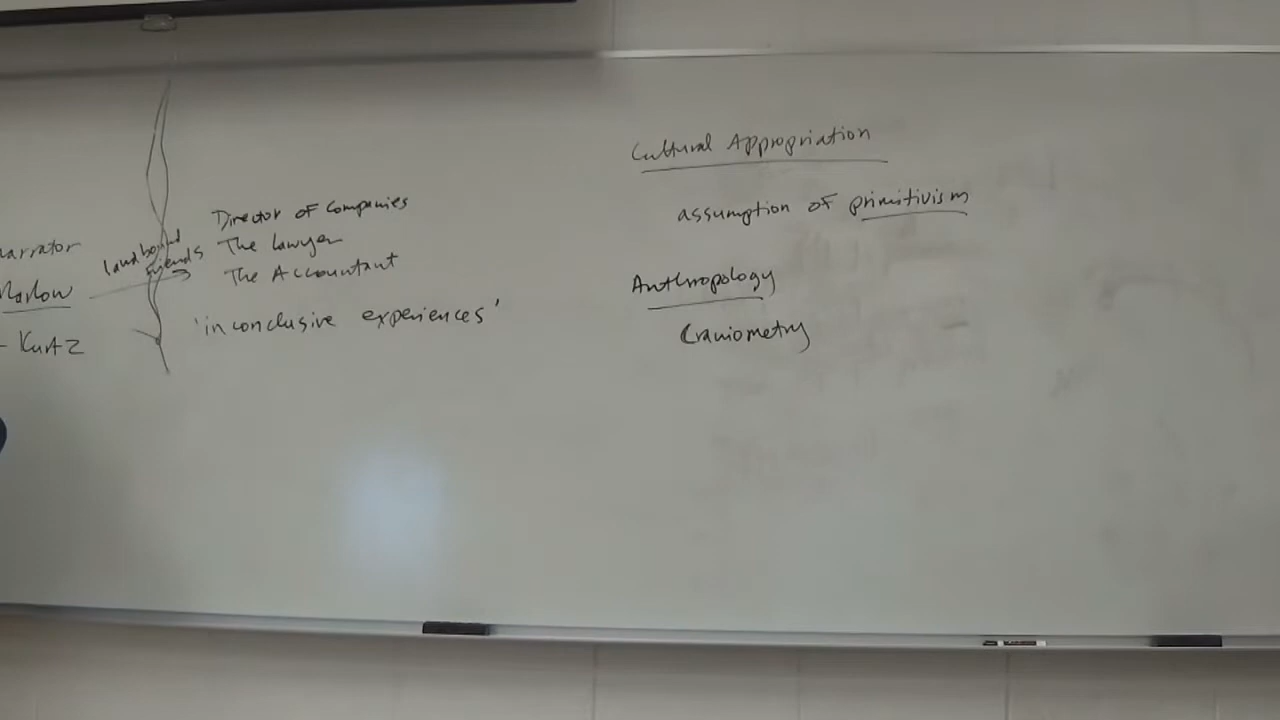 narrator
Marlow
- Kurtz
landbound
friends
Director of Companies
The Lawyer
The Accountant
'inconclusive experiences'
Cultural Appropriation
assumption of primitivism
Anthropology
Craniometry